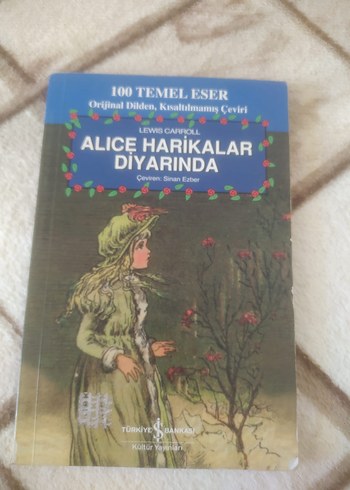 100 TEMEL ESER
Orijinal Dilden, Kısaltılmamış Çeviri
LEWIS CARROLL
ALICE HARİKALAR
DİYARINDA
Çeviren: Sinan Ezber
TÜRKİYE İŞ BANKASI
Kültür Yayınları